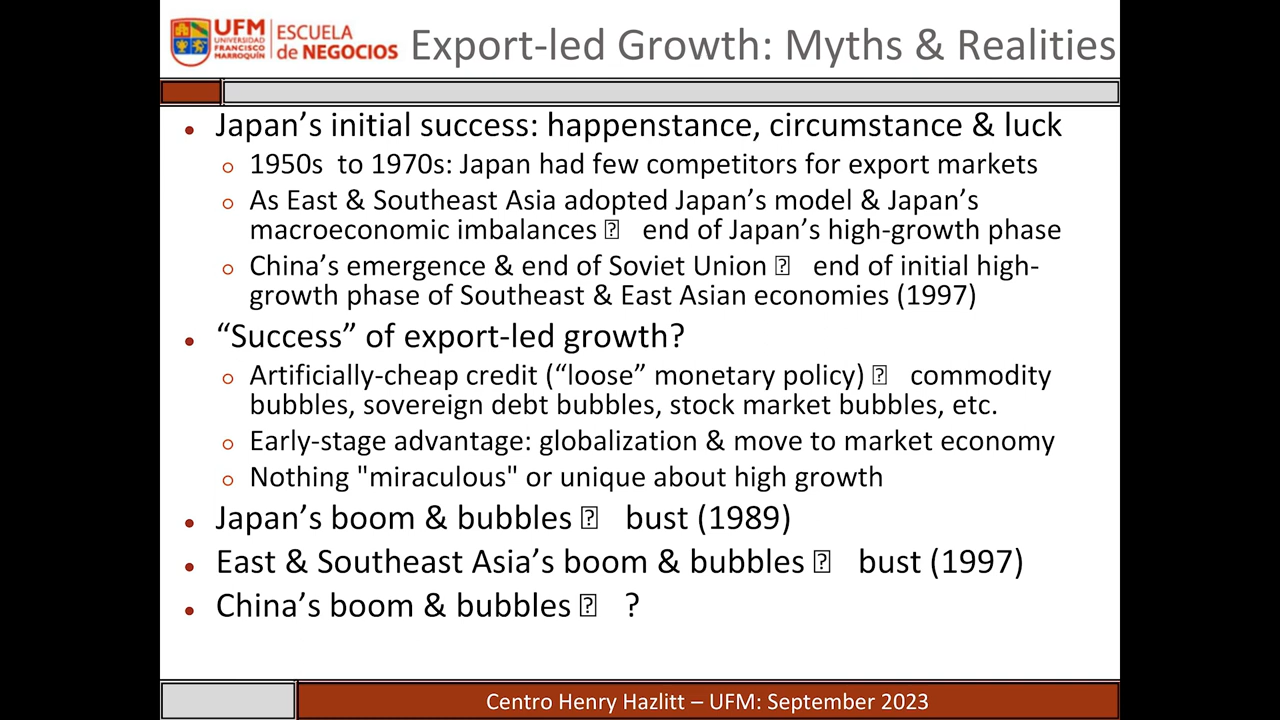 UFM
UNIVERSIDAD
FRANCISCO
MARROQUÍN
ESCUELA
de NEGOCIOS
Export-led Growth: Myths & Realities
• Japan’s initial success: happenstance, circumstance & luck
○ 1950s  to 1970s: Japan had few competitors for export markets
○ As East & Southeast Asia adopted Japan’s model & Japan’s
macroeconomic imbalances ⍰ end of Japan’s high-growth phase
○ China’s emergence & end of Soviet Union ⍰ end of initial high-
growth phase of Southeast & East Asian economies (1997)
• “Success” of export-led growth?
○ Artificially-cheap credit (“loose” monetary policy) ⍰ commodity
bubbles, sovereign debt bubbles, stock market bubbles, etc.
○ Early-stage advantage: globalization & move to market economy
○ Nothing "miraculous" or unique about high growth
• Japan’s boom & bubbles ⍰ bust (1989)
• East & Southeast Asia’s boom & bubbles ⍰ bust (1997)
• China’s boom & bubbles ⍰ ?
Centro Henry Hazlitt – UFM: September 2023